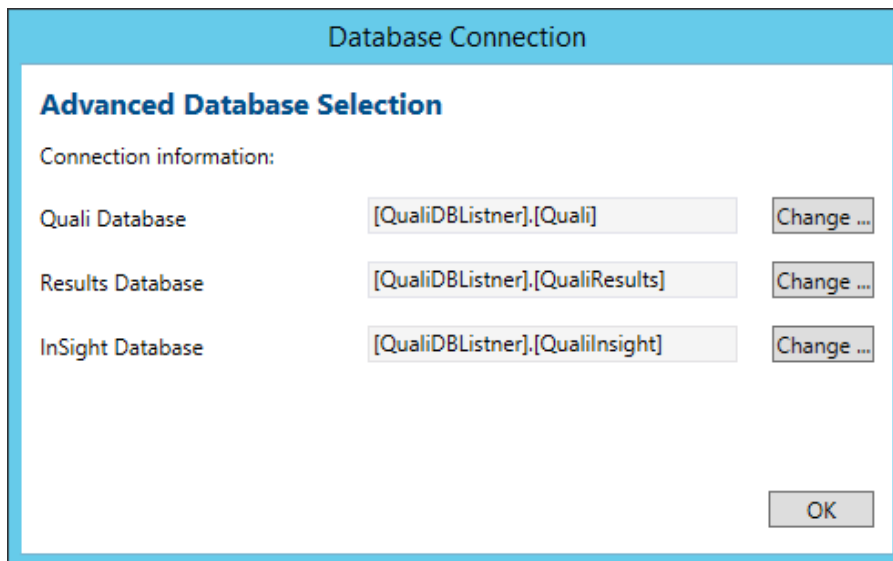 Database Connection
Advanced Database Selection
Connection information:
Quali Database [QualiDBListner].[Quali] Change ...
Results Database [QualiDBListner].[QualiResults] Change ...
InSight Database [QualiDBListner].[QualiInsight] Change ...
OK